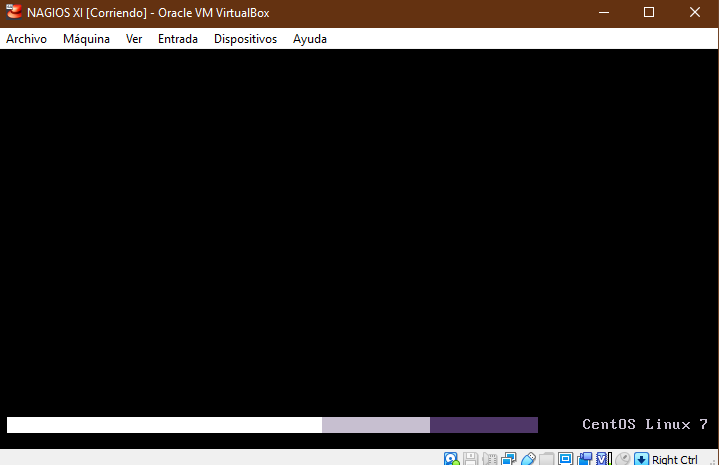 NAGIOS XI [Corriendo] - Oracle VM VirtualBox
Archivo Máquina Ver Entrada Dispositivos Ayuda
CentOS Linux 7
Right Ctrl